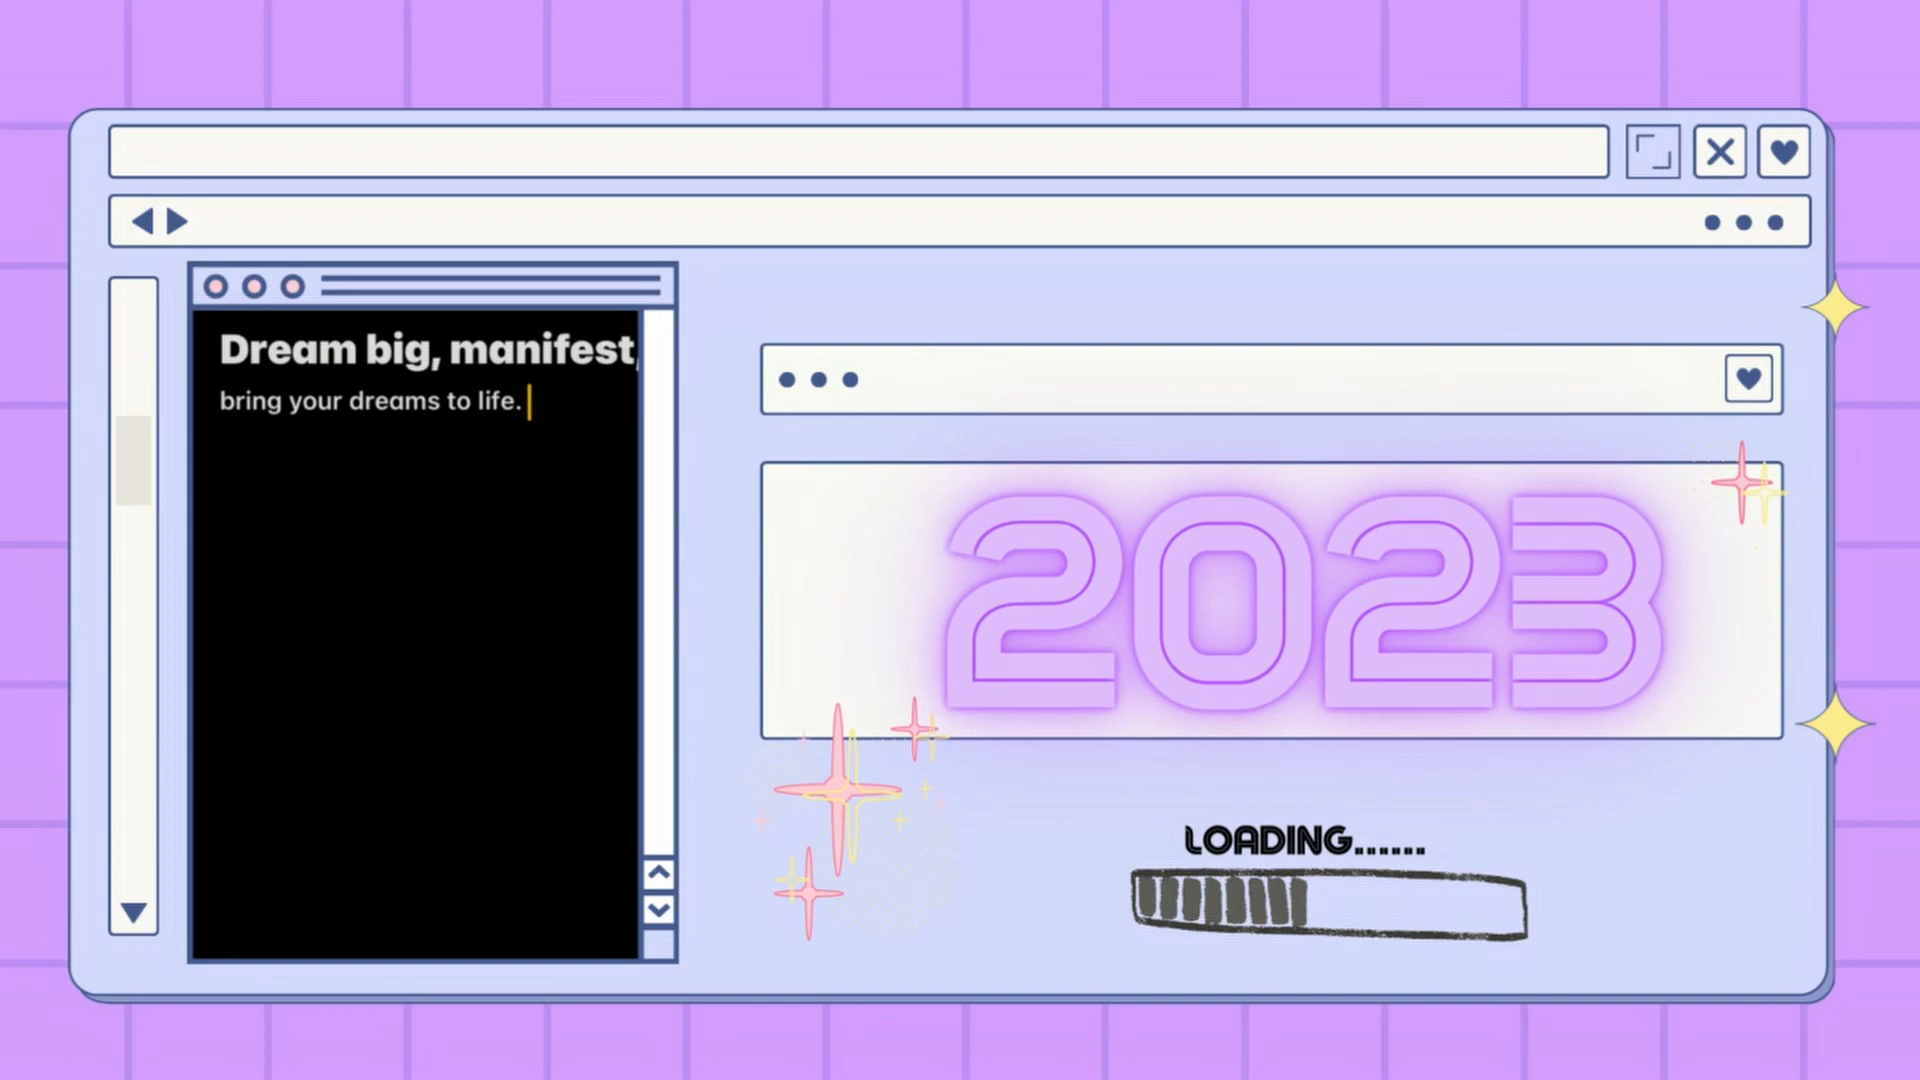 Dream big, manifest,
bring your dreams to life.
2023
LOADING......